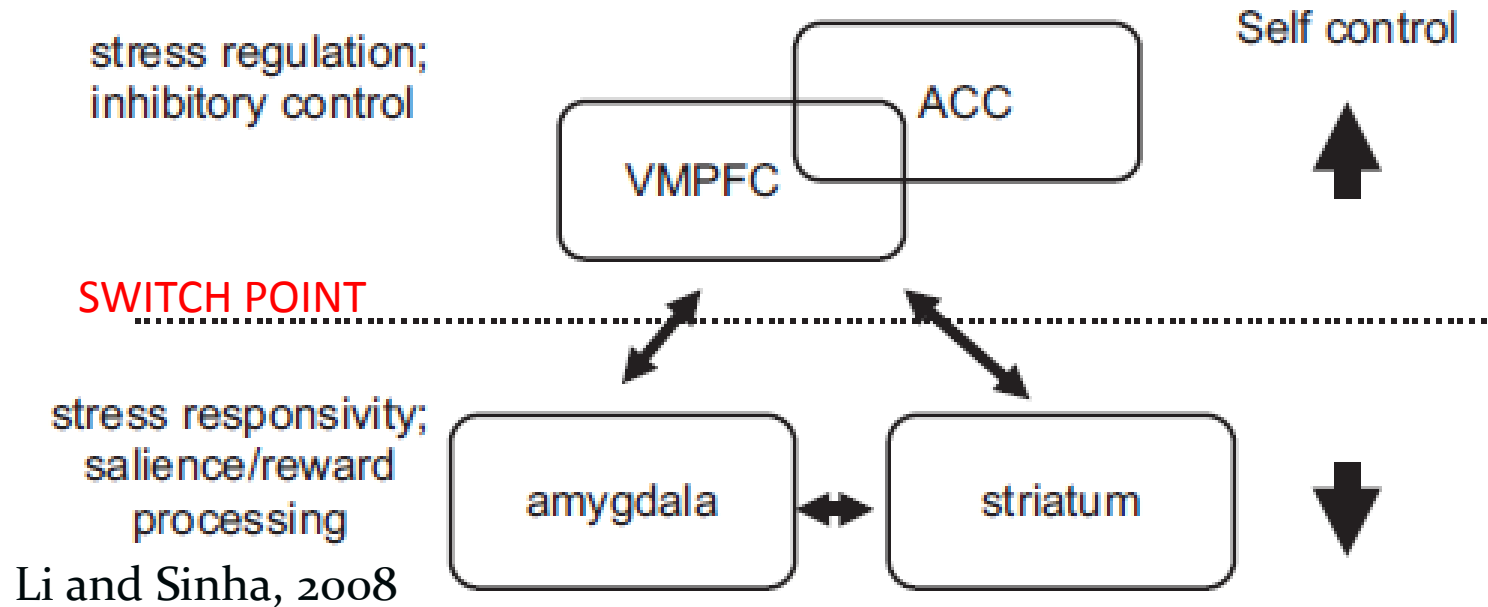 stress regulation;
inhibitory control
ACC
VMPFC
Self control
SWITCH POINT
stress responsivity;
salience/reward
processing
amygdala
striatum
Li and Sinha, 2008